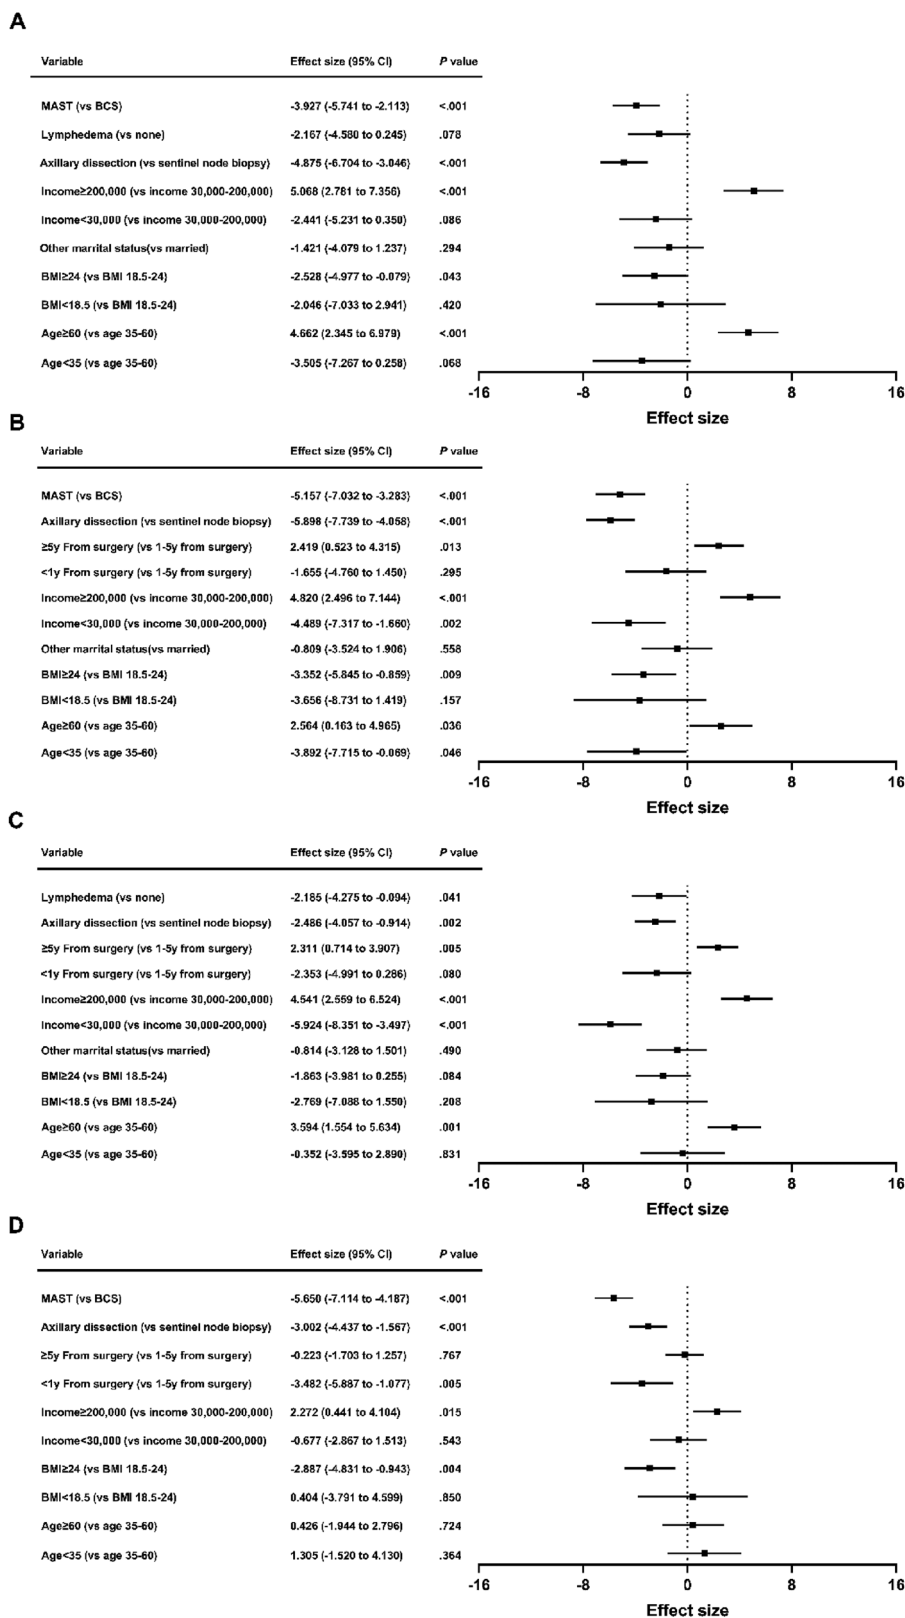 A
Variable Effect size (95% CI) P value
MAST (vs BCS) -3.927 (-5.741 to -2.113) <.001
Lymphedema (vs none) -2.167 (-4.580 to 0.245) .078
Axillary dissection (vs sentinel node biopsy) -4.875 (-6.704 to -3.046) <.001
Income≥200,000 (vs income 30,000-200,000) 5.068 (2.781 to 7.356) <.001
Income<30,000 (vs income 30,000-200,000) -2.441 (-5.231 to 0.350) .086
Other marrital status(vs married) -1.421 (-4.079 to 1.237) .294
BMI≥24 (vs BMI 18.5-24) -2.528 (-4.977 to -0.079) .043
BMI<18.5 (vs BMI 18.5-24) -2.046 (-7.033 to 2.941) .420
Age≥60 (vs age 35-60) 4.662 (2.345 to 6.979) <.001
Age<35 (vs age 35-60) -3.505 (-7.267 to 0.258) .068
-16 -8 0 8 16
Effect size
B
Variable Effect size (95% CI) P value
MAST (vs BCS) -5.157 (-7.032 to -3.283) <.001
Axillary dissection (vs sentinel node biopsy) -5.898 (-7.739 to -4.058) <.001
≥5y From surgery (vs 1-5y from surgery) 2.419 (0.523 to 4.315) .013
<1y From surgery (vs 1-5y from surgery) -1.655 (-4.760 to 1.450) .295
Income≥200,000 (vs income 30,000-200,000) 4.820 (2.496 to 7.144) <.001
Income<30,000 (vs income 30,000-200,000) -4.489 (-7.317 to -1.660) .002
Other marrital status(vs married) -0.809 (-3.524 to 1.906) .558
BMI≥24 (vs BMI 18.5-24) -3.352 (-5.845 to -0.859) .009
BMI<18.5 (vs BMI 18.5-24) -3.656 (-8.731 to 1.419) .157
Age≥60 (vs age 35-60) 2.564 (0.163 to 4.965) .036
Age<35 (vs age 35-60) -3.892 (-7.715 to -0.069) .046
-16 -8 0 8 16
Effect size
C
Variable Effect size (95% CI) P value
Lymphedema (vs none) -2.185 (-4.275 to -0.094) .041
Axillary dissection (vs sentinel node biopsy) -2.486 (-4.057 to -0.914) .002
≥5y From surgery (vs 1-5y from surgery) 2.311 (0.714 to 3.907) .005
<1y From surgery (vs 1-5y from surgery) -2.353 (-4.991 to 0.286) .080
Income≥200,000 (vs income 30,000-200,000) 4.541 (2.559 to 6.524) <.001
Income<30,000 (vs income 30,000-200,000) -5.924 (-8.351 to -3.497) <.001
Other marrital status(vs married) -0.814 (-3.128 to 1.501) .490
BMI≥24 (vs BMI 18.5-24) -1.863 (-3.981 to 0.255) .084
BMI<18.5 (vs BMI 18.5-24) -2.769 (-7.088 to 1.550) .208
Age≥60 (vs age 35-60) 3.594 (1.554 to 5.634) .001
Age<35 (vs age 35-60) -0.352 (-3.595 to 2.890) .831
-16 -8 0 8 16
Effect size
D
Variable Effect size (95% CI) P value
MAST (vs BCS) -5.650 (-7.114 to -4.187) <.001
Axillary dissection (vs sentinel node biopsy) -3.002 (-4.437 to -1.567) <.001
≥5y From surgery (vs 1-5y from surgery) -0.223 (-1.703 to 1.257) .767
<1y From surgery (vs 1-5y from surgery) -3.482 (-5.887 to -1.077) .005
Income≥200,000 (vs income 30,000-200,000) 2.272 (0.441 to 4.104) .015
Income<30,000 (vs income 30,000-200,000) -0.677 (-2.867 to 1.513) .543
BMI≥24 (vs BMI 18.5-24) -2.887 (-4.831 to -0.943) .004
BMI<18.5 (vs BMI 18.5-24) 0.404 (-3.791 to 4.599) .850
Age≥60 (vs age 35-60) 0.426 (-1.944 to 2.796) .724
Age<35 (vs age 35-60) 1.305 (-1.520 to 4.130) .364
-16 -8 0 8 16
Effect size